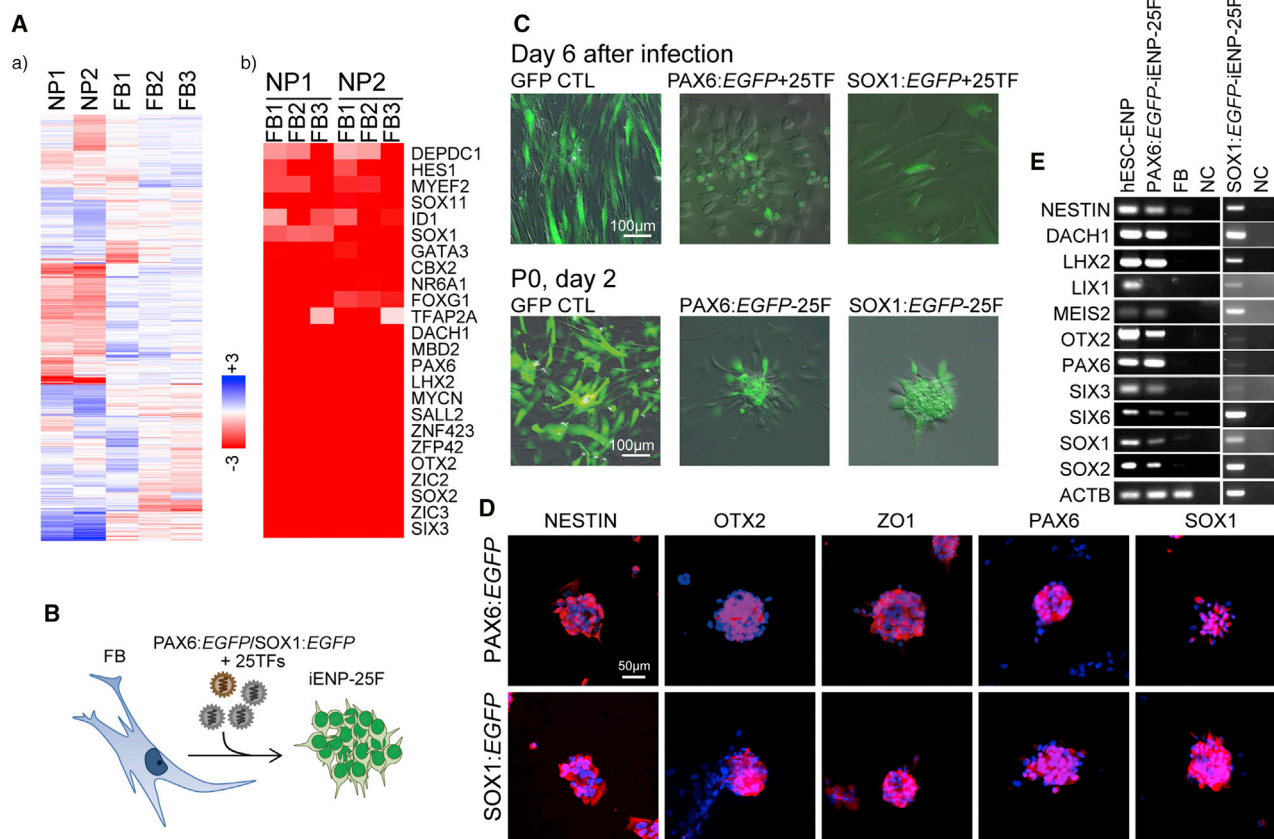 A
a)
NP1 NP2 FB1 FB2 FB3
+3
-3
b)
NP1 NP2
FB1 FB2 FB3 FB1 FB2 FB3
DEPDC1
HES1
MYEF2
SOX11
ID1
SOX1
GATA3
CBX2
NR6A1
FOXG1
TFAP2A
DACH1
MBD2
PAX6
LHX2
MYCN
SALL2
ZNF423
ZFP42
OTX2
ZIC2
SOX2
ZIC3
SIX3
B
PAX6:EGFP/SOX1:EGFP
+ 25TFs
FB
iENP-25F
C
Day 6 after infection
GFP CTL PAX6:EGFP+25TF SOX1:EGFP+25TF
100µm
P0, day 2
GFP CTL PAX6:EGFP-25F SOX1:EGFP-25F
100µm
D
NESTIN OTX2 ZO1 PAX6 SOX1
PAX6:EGFP
50µm
SOX1:EGFP
E
hESC-ENP PAX6:EGFP-iENP-25F FB NC SOX1:EGFP-iENP-25F NC
NESTIN
DACH1
LHX2
LIX1
MEIS2
OTX2
PAX6
SIX3
SIX6
SOX1
SOX2
ACTB